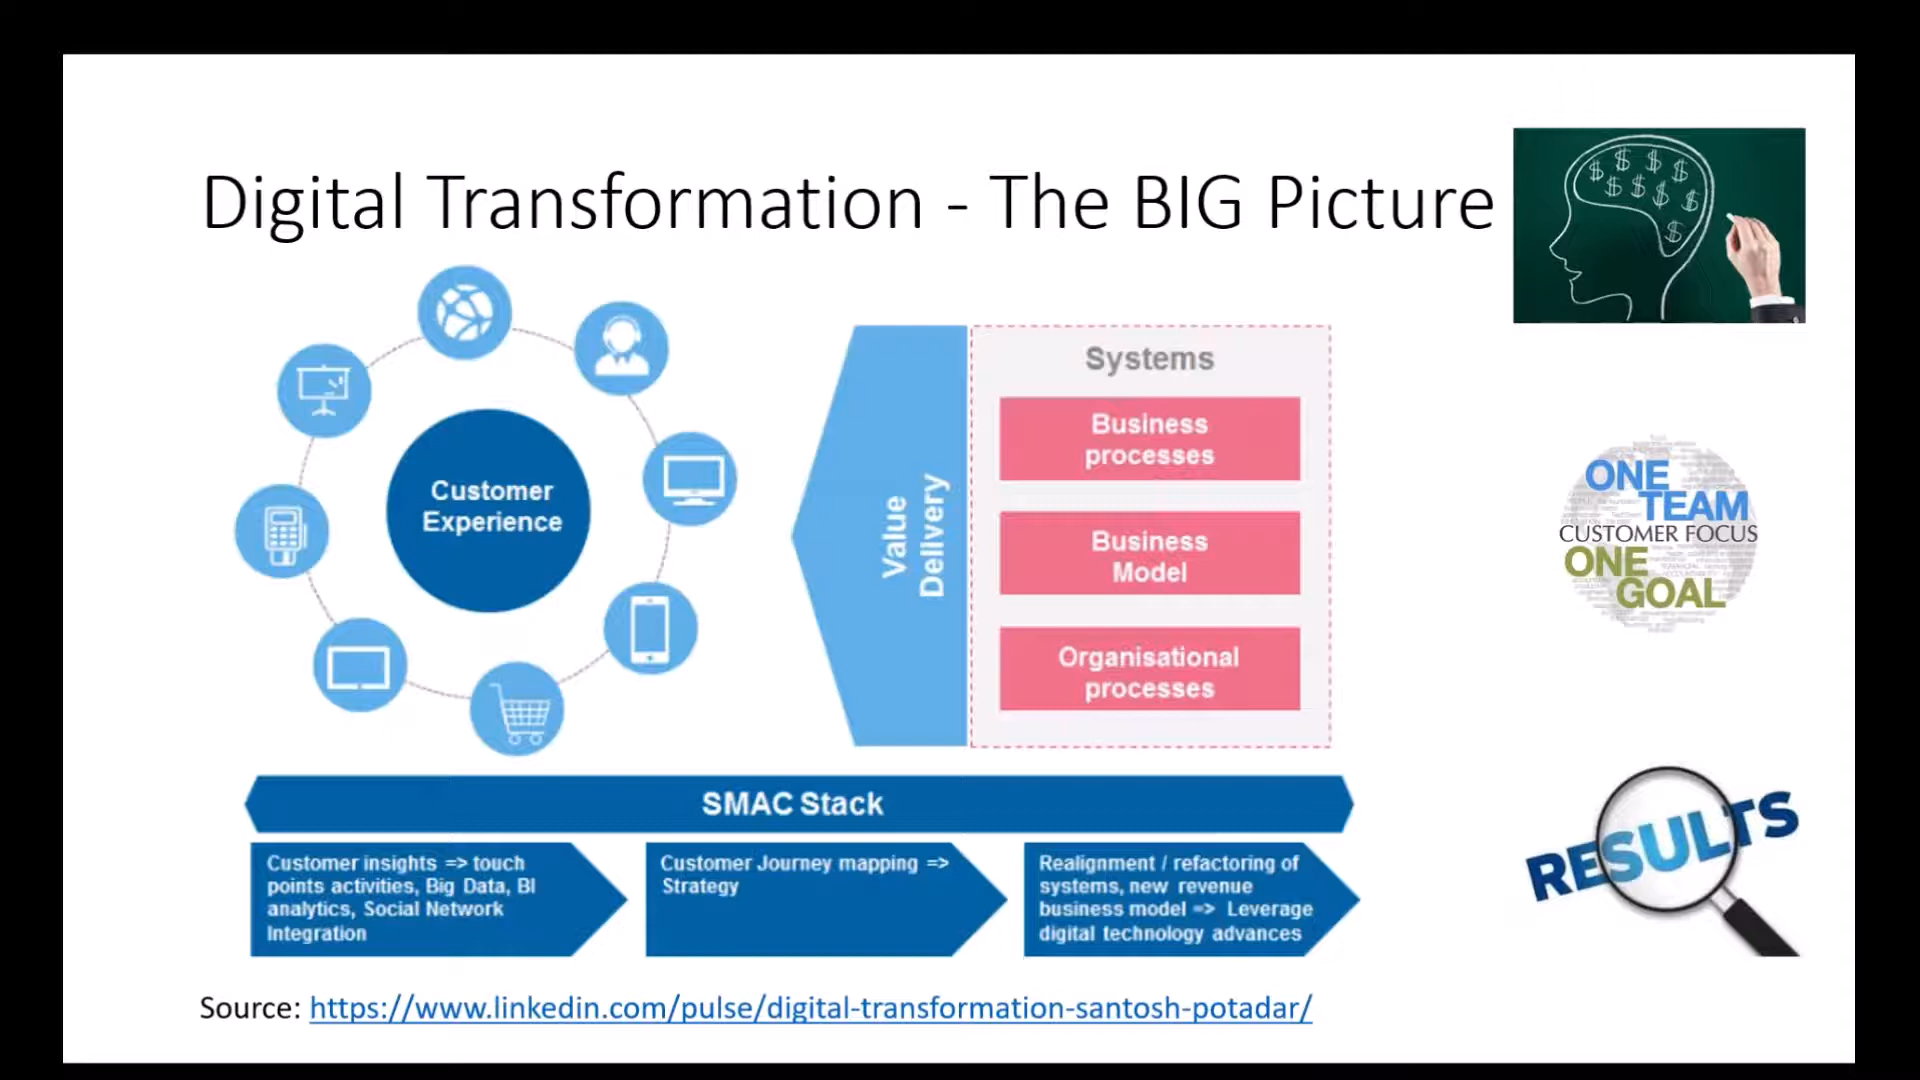 Digital Transformation - The BIG Picture
Customer
Experience
Value
Delivery
Systems
Business
processes
Business
Model
Organisational
processes
SMAC Stack
Customer insights => touch
points activities, Big Data, BI
analytics, Social Network
Integration
Customer Journey mapping =>
Strategy
Realignment / refactoring of
systems, new revenue
business model => Leverage
digital technology advances
ONE
TEAM
CUSTOMER FOCUS
ONE
GOAL
RESULTS
Source: https://www.linkedin.com/pulse/digital-transformation-santosh-potadar/